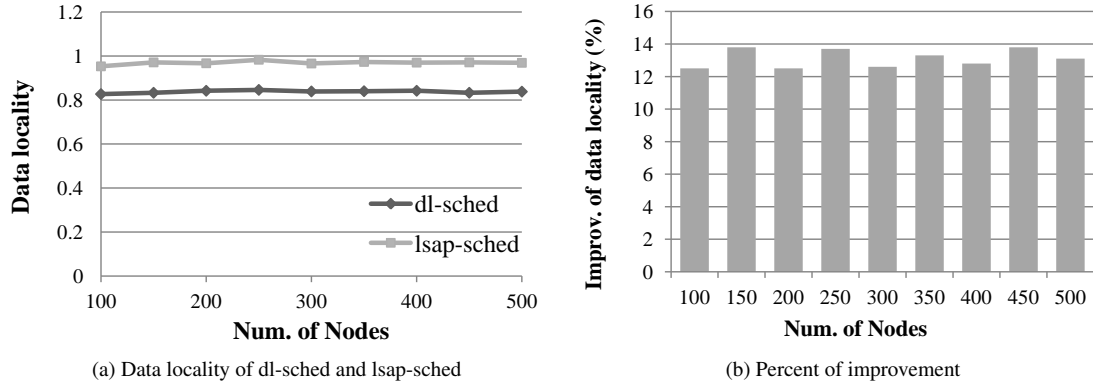 1.2
1
0.8
0.6
0.4
0.2
0
Data locality
dl-sched
lsap-sched
100 200 300 400 500
Num. of Nodes
(a) Data locality of dl-sched and lsap-sched
16
14
12
10
8
6
4
2
0
Improv. of data locality (%)
100 150 200 250 300 350 400 450 500
Num. of Nodes
(b) Percent of improvement